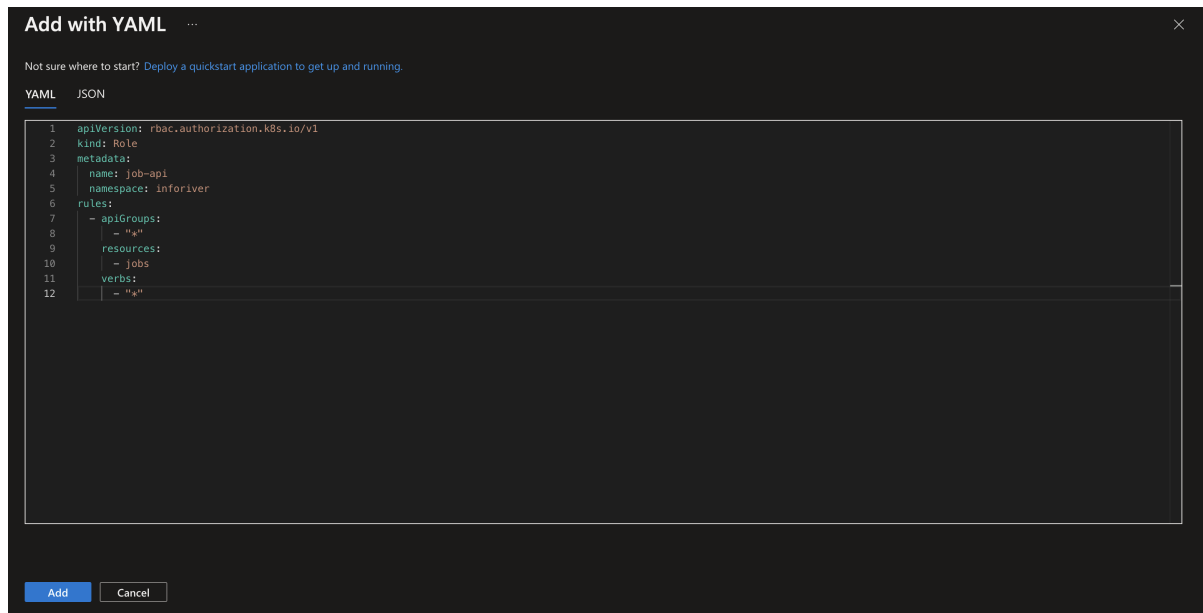 Add with YAML ...
Not sure where to start? Deploy a quickstart application to get up and running.
YAML JSON
1 apiVersion: rbac.authorization.k8s.io/v1
2 kind: Role
3 metadata:
4 name: job-api
5 namespace: inforiver
6 rules:
7 - apiGroups:
8 - "*"
9 resources:
10 - jobs
11 verbs:
12 - "*"
Add Cancel